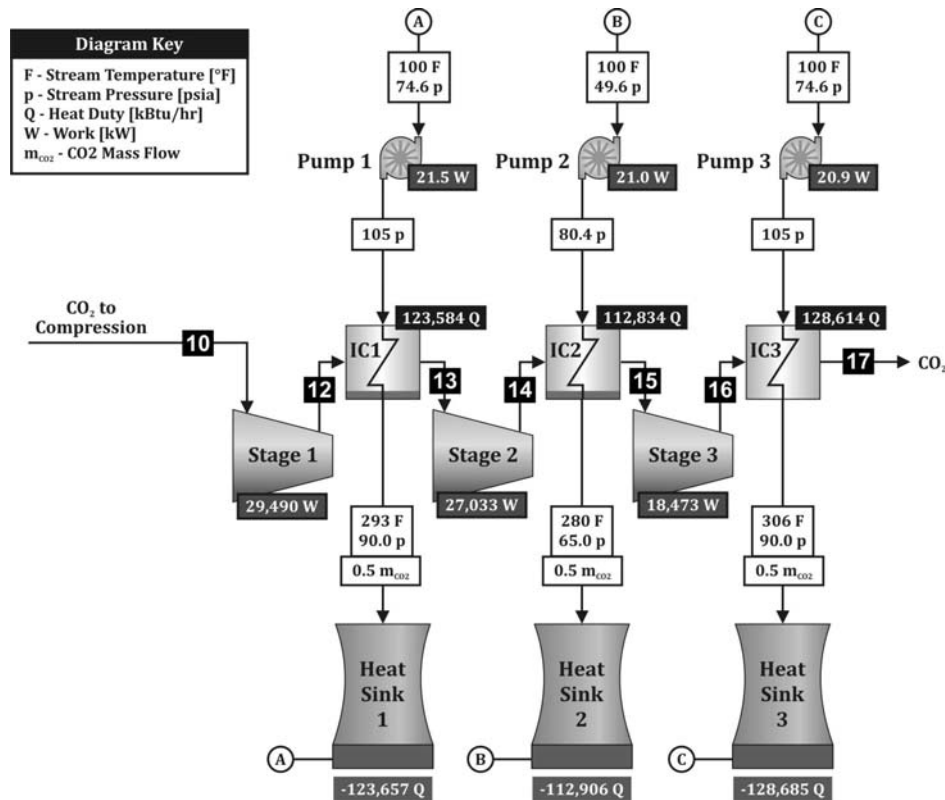 Diagram Key
F - Stream Temperature [°F]
p - Stream Pressure [psia]
Q - Heat Duty [kBtu/hr]
W - Work [kW]
m_CO2 - CO2 Mass Flow
A
B
C
100 F
74.6 p
100 F
49.6 p
100 F
74.6 p
Pump 1
21.5 W
Pump 2
21.0 W
Pump 3
20.9 W
105 p
80.4 p
105 p
CO₂ to
Compression
10
123,584 Q
IC1
12
13
112,834 Q
IC2
14
15
128,614 Q
IC3
16
17
CO₂
Stage 1
29,490 W
Stage 2
27,033 W
Stage 3
18,473 W
293 F
90.0 p
0.5 m_CO2
280 F
65.0 p
0.5 m_CO2
306 F
90.0 p
0.5 m_CO2
Heat
Sink
1
Heat
Sink
2
Heat
Sink
3
A
B
C
-123,657 Q
-112,906 Q
-128,685 Q